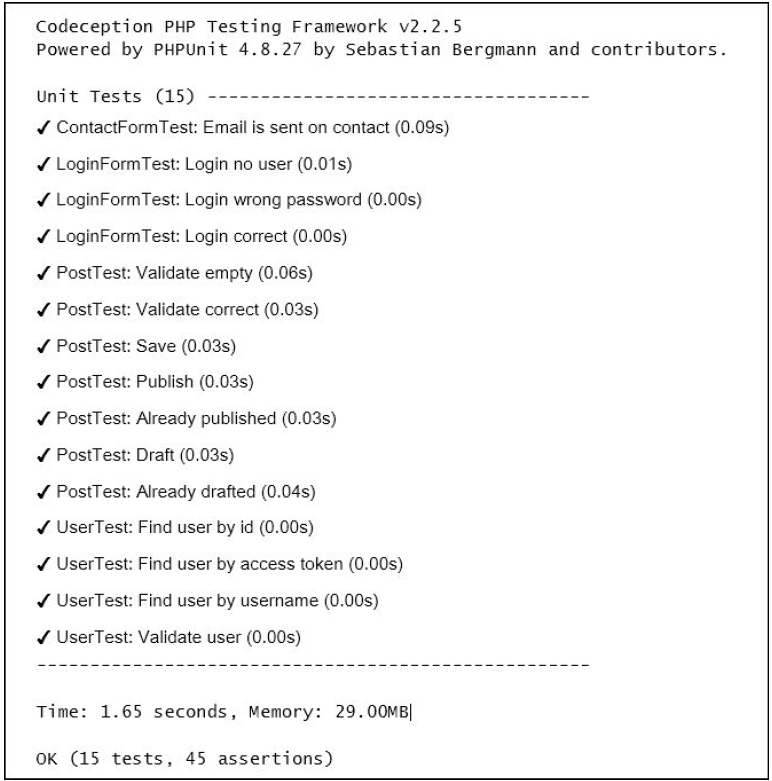 Codeception PHP Testing Framework v2.2.5
Powered by PHPUnit 4.8.27 by Sebastian Bergmann and contributors.
Unit Tests (15) ------------------------------------
✔ ContactFormTest: Email is sent on contact (0.09s)
✔ LoginFormTest: Login no user (0.01s)
✔ LoginFormTest: Login wrong password (0.00s)
✔ LoginFormTest: Login correct (0.00s)
✔ PostTest: Validate empty (0.06s)
✔ PostTest: Validate correct (0.03s)
✔ PostTest: Save (0.03s)
✔ PostTest: Publish (0.03s)
✔ PostTest: Already published (0.03s)
✔ PostTest: Draft (0.03s)
✔ PostTest: Already drafted (0.04s)
✔ UserTest: Find user by id (0.00s)
✔ UserTest: Find user by access token (0.00s)
✔ UserTest: Find user by username (0.00s)
✔ UserTest: Validate user (0.00s)
----------------------------------------------------
Time: 1.65 seconds, Memory: 29.00MB
OK (15 tests, 45 assertions)